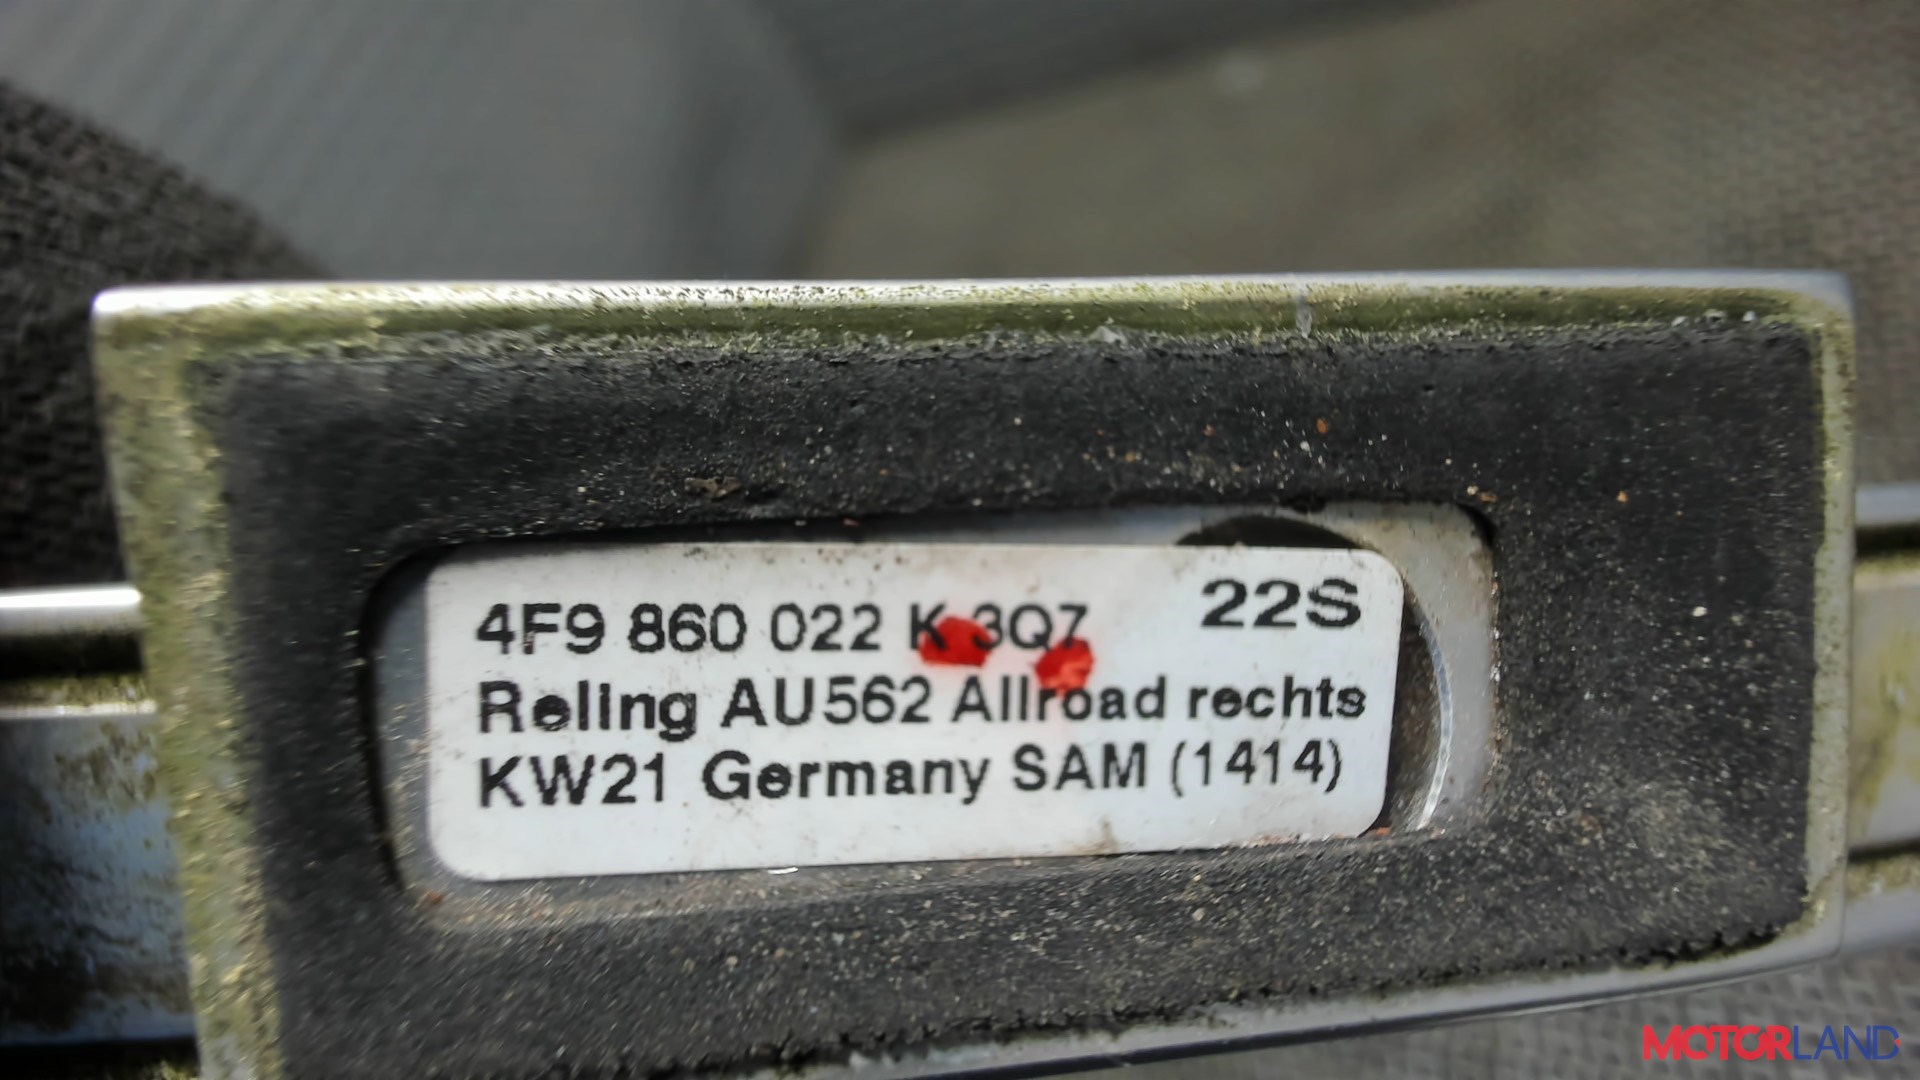 4F9 860 022 K 3Q7 22S
Reling AU562 Allroad rechts
KW21 Germany SAM (1414)
MOTORLAND